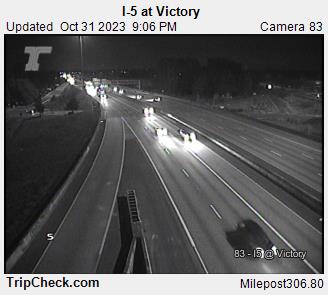 I-5 at Victory
Updated Oct 31 2023 9:06 PM Camera 83
T
S
83 - I5 @ Victory
TripCheck.com Milepost306.80